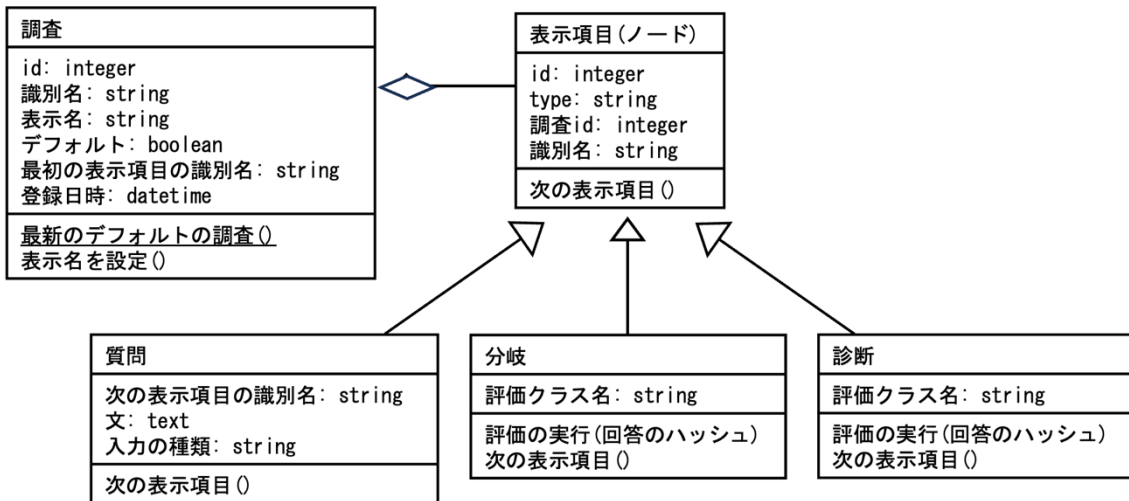 調査
id: integer
識別名: string
表示名: string
デフォルト: boolean
最初の表示項目の識別名: string
登録日時: datetime
最新のデフォルトの調査()
表示名を設定()
表示項目(ノード)
id: integer
type: string
調査id: integer
識別名: string
次の表示項目()
質問
次の表示項目の識別名: string
文: text
入力の種類: string
次の表示項目()
分岐
評価クラス名: string
評価の実行(回答のハッシュ)
次の表示項目()
診断
評価クラス名: string
評価の実行(回答のハッシュ)
次の表示項目()